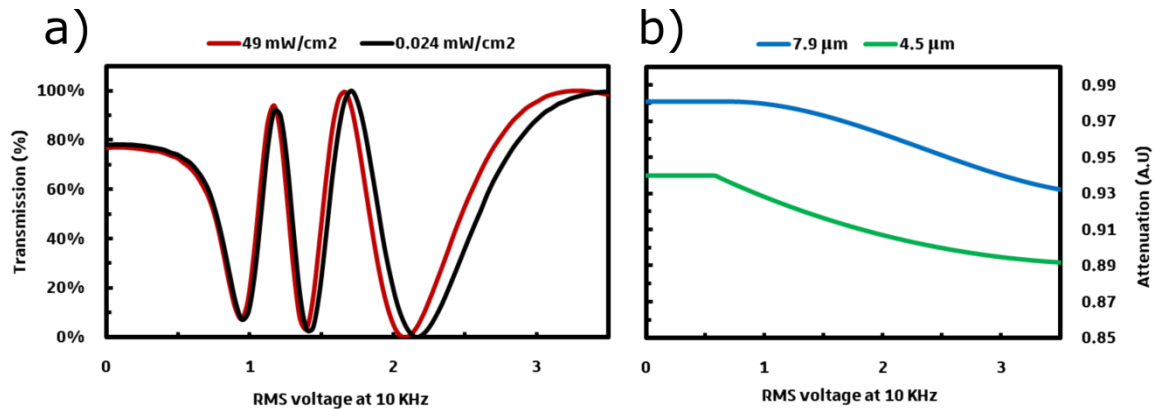 a)
49 mW/cm2 0.024 mW/cm2
Transmission (%)
100%
80%
60%
40%
20%
0%
0 1 2 3
RMS voltage at 10 KHz
b)
7.9 μm 4.5 μm
0.99
0.97
0.95
0.93
0.91
0.89
0.87
0.85
Attenuation (A.U)
0 1 2 3
RMS voltage at 10 KHz